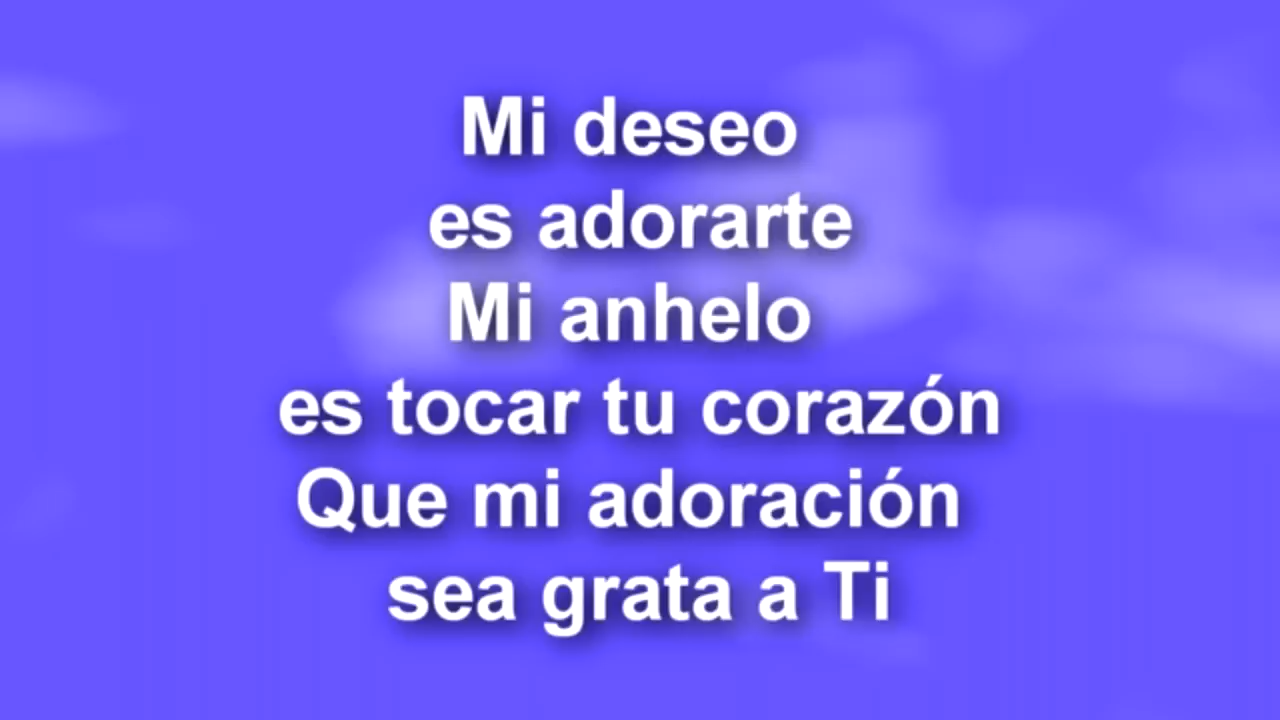 Mi deseo
es adorarte
Mi anhelo
es tocar tu corazón
Que mi adoración
sea grata a Ti